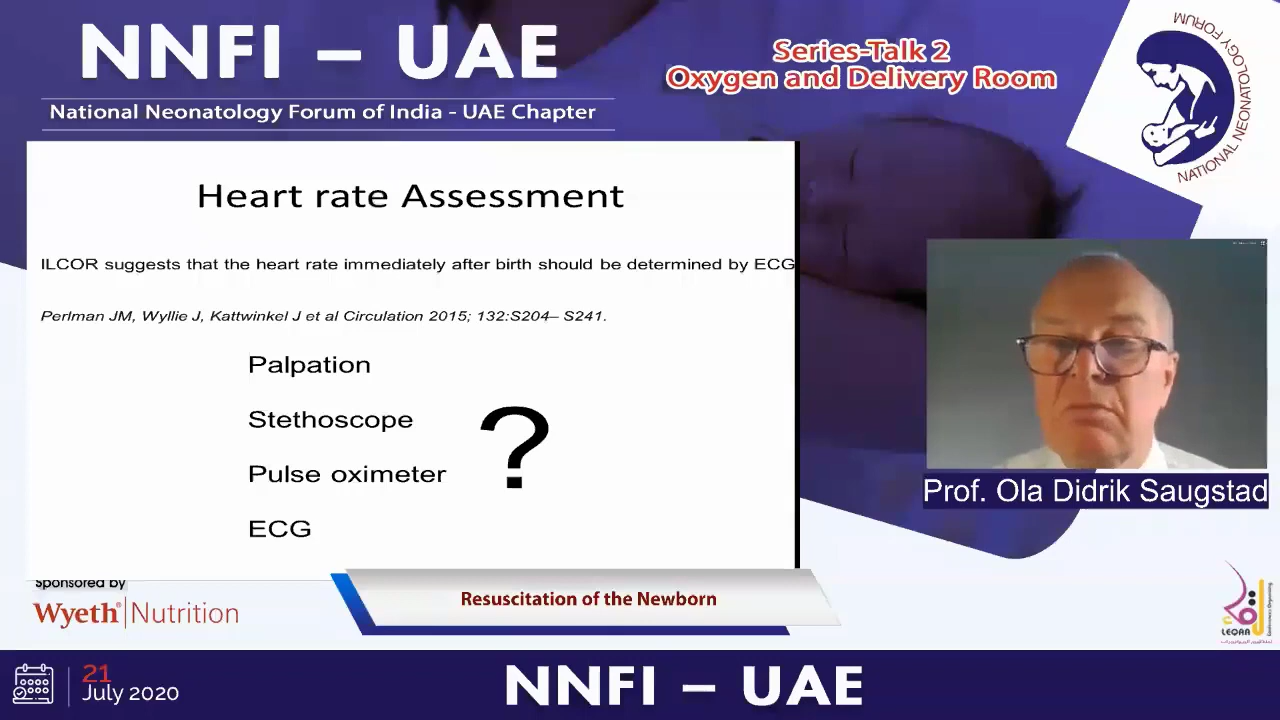 NNFI – UAE
National Neonatology Forum of India - UAE Chapter
Series-Talk 2
Oxygen and Delivery Room
NATIONAL NEONATOLOGY FORUM
Heart rate Assessment
ILCOR suggests that the heart rate immediately after birth should be determined by ECG
Perlman JM, Wyllie J, Kattwinkel J et al Circulation 2015; 132:S204– S241.
Palpation
Stethoscope
Pulse oximeter
ECG
?
Prof. Ola Didrik Saugstad
Sponsored by
Wyeth® Nutrition
Resuscitation of the Newborn
LEQAA
21
July 2020
NNFI – UAE